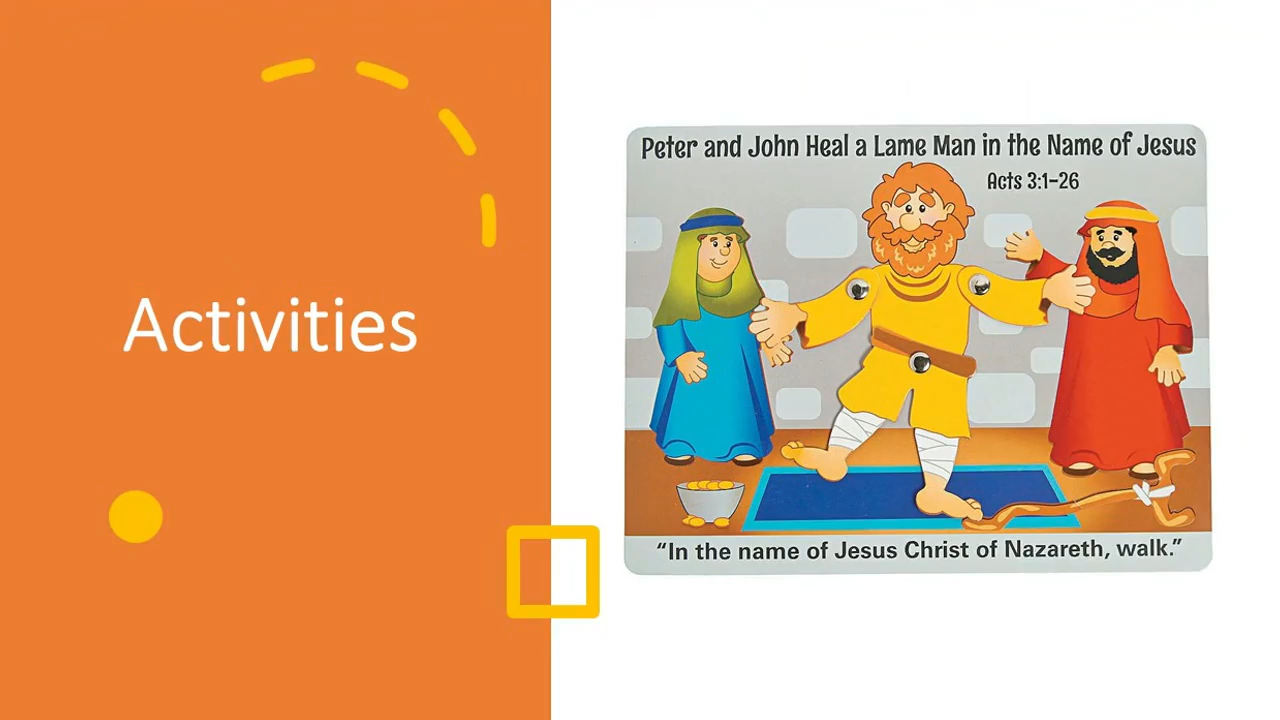 Activities
Peter and John Heal a Lame Man in the Name of Jesus
Acts 3:1–26
“In the name of Jesus Christ of Nazareth, walk.”